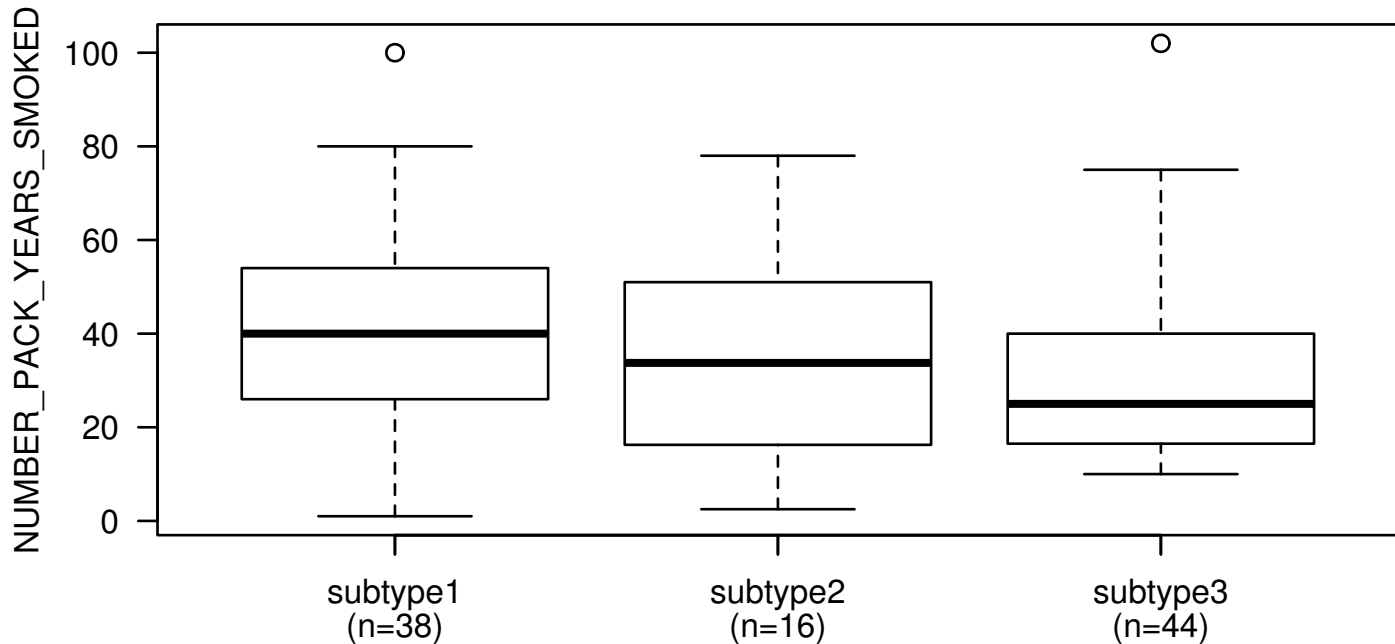 NUMBER_PACK_YEARS_SMOKED
100
80
60
40
20
0
subtype1
(n=38)
subtype2
(n=16)
subtype3
(n=44)